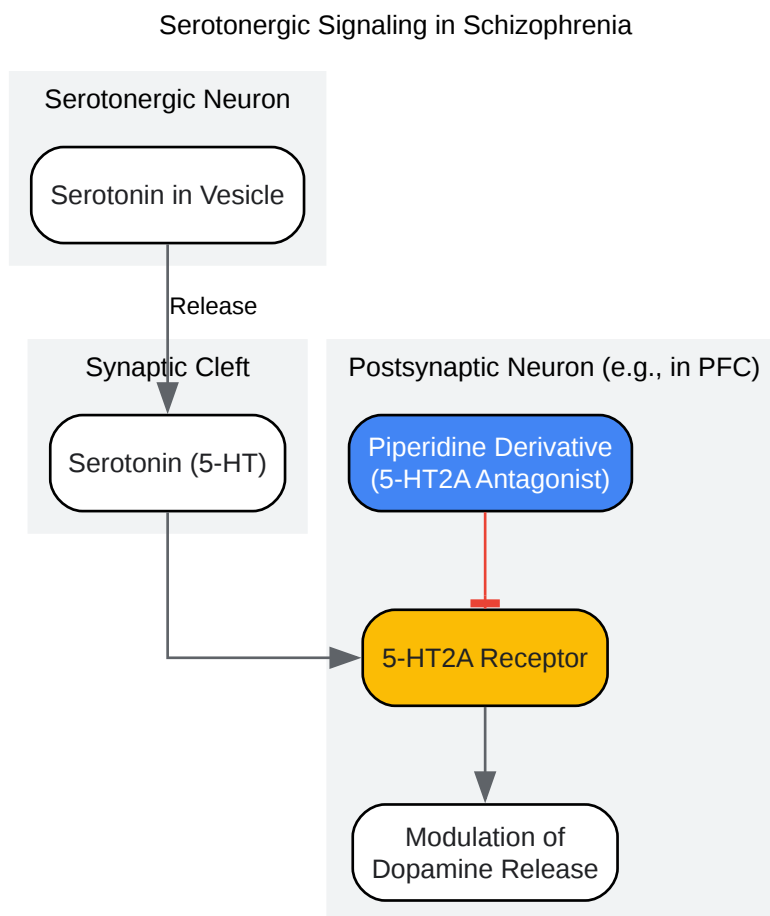 Serotonergic Signaling in Schizophrenia
Serotonergic Neuron
Serotonin in Vesicle
Release
Synaptic Cleft
Postsynaptic Neuron (e.g., in PFC)
Serotonin (5-HT)
Piperidine Derivative
(5-HT2A Antagonist)
5-HT2A Receptor
Modulation of
Dopamine Release